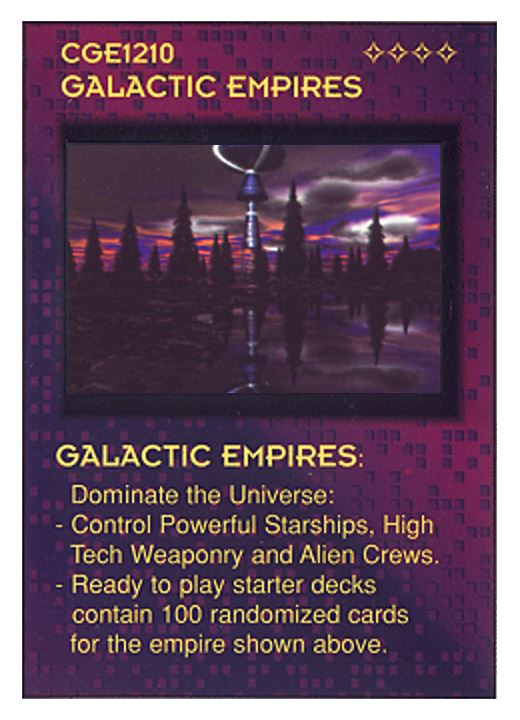 CGE1210
GALACTIC EMPIRES
GALACTIC EMPIRES:
Dominate the Universe:
- Control Powerful Starships, High
Tech Weaponry and Alien Crews.
- Ready to play starter decks
contain 100 randomized cards
for the empire shown above.